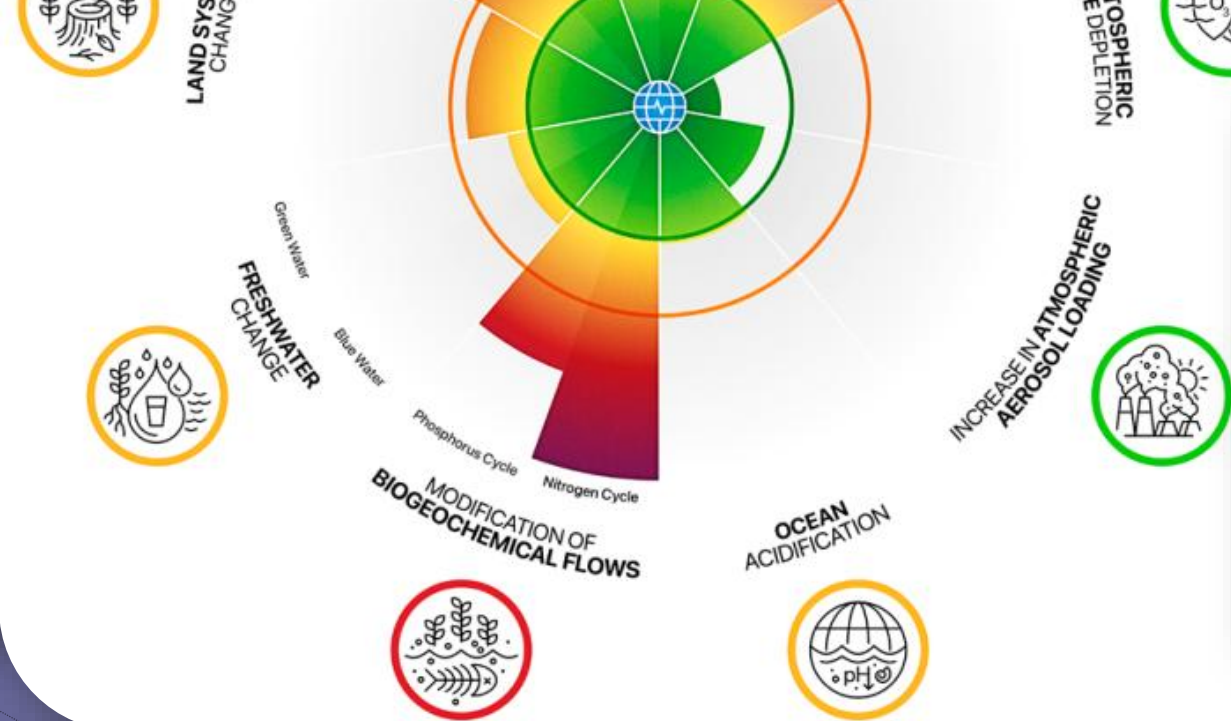 LAND SYS
CHANG
TOSPHERIC
E DEPLETION
Green Water
FRESHWATER
CHANGE
Blue Water
Phosphorus Cycle
Nitrogen Cycle
MODIFICATION OF
BIOGEOCHEMICAL FLOWS
OCEAN
ACIDIFICATION
INCREASE IN ATMOSPHERIC
AEROSOL LOADING
pH